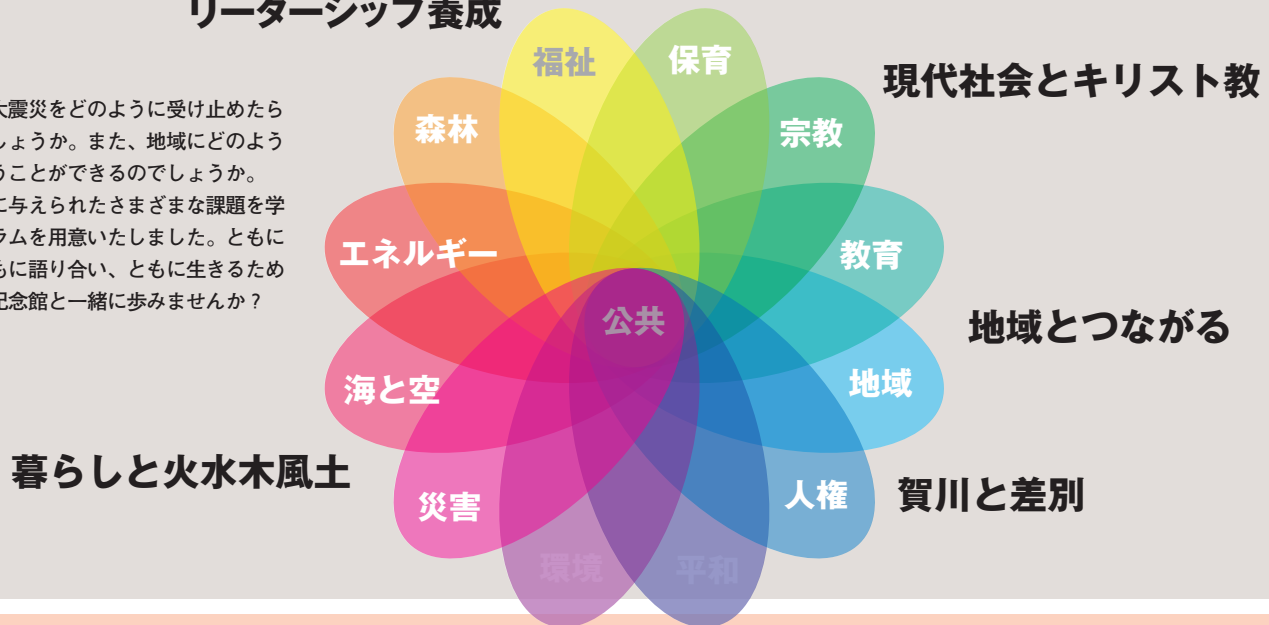 リーダーシップ養成
大震災をどのように受け止めたら
しょうか。また、地域にどのよう
うことができるのでしょうか。
に与えられたさまざまな課題を学
ラムを用意いたしました。ともに
もに語り合い、ともに生きるため
記念館と一緒に歩みませんか？
福祉
保育
森林
宗教
エネルギー
教育
公共
海と空
地域
災害
人権
環境
平和
現代社会とキリスト教
地域とつながる
暮らしと火水木風土
賀川と差別